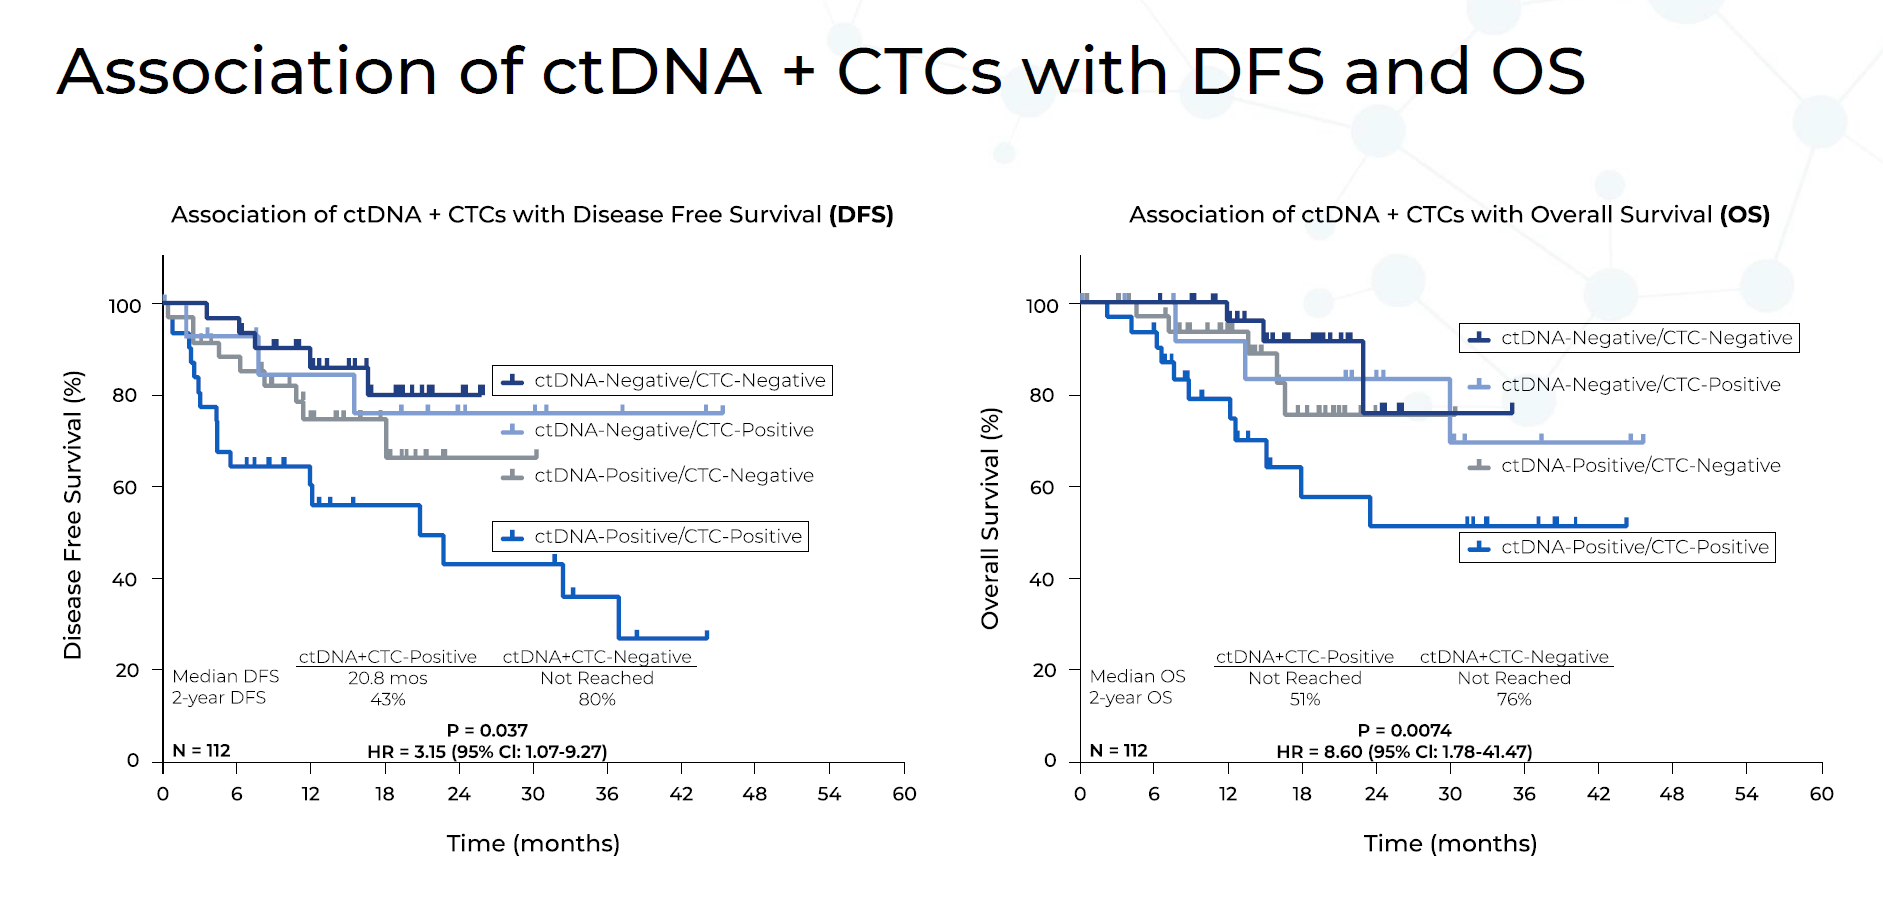 Association of ctDNA + CTCs with DFS and OS
Association of ctDNA + CTCs with Disease Free Survival (DFS)
Disease Free Survival (%)
100
80
60
40
20
0
ctDNA-Negative/CTC-Negative
ctDNA-Negative/CTC-Positive
ctDNA-Positive/CTC-Negative
ctDNA-Positive/CTC-Positive
ctDNA+CTC-Positive ctDNA+CTC-Negative
Median DFS 20.8 mos Not Reached
2-year DFS 43% 80%
P = 0.037
N = 112 HR = 3.15 (95% CI: 1.07-9.27)
0 6 12 18 24 30 36 42 48 54 60
Time (months)
Association of ctDNA + CTCs with Overall Survival (OS)
Overall Survival (%)
100
80
60
40
20
0
ctDNA-Negative/CTC-Negative
ctDNA-Negative/CTC-Positive
ctDNA-Positive/CTC-Negative
ctDNA-Positive/CTC-Positive
ctDNA+CTC-Positive ctDNA+CTC-Negative
Median OS Not Reached Not Reached
2-year OS 51% 76%
P = 0.0074
N = 112 HR = 8.60 (95% CI: 1.78-41.47)
0 6 12 18 24 30 36 42 48 54 60
Time (months)